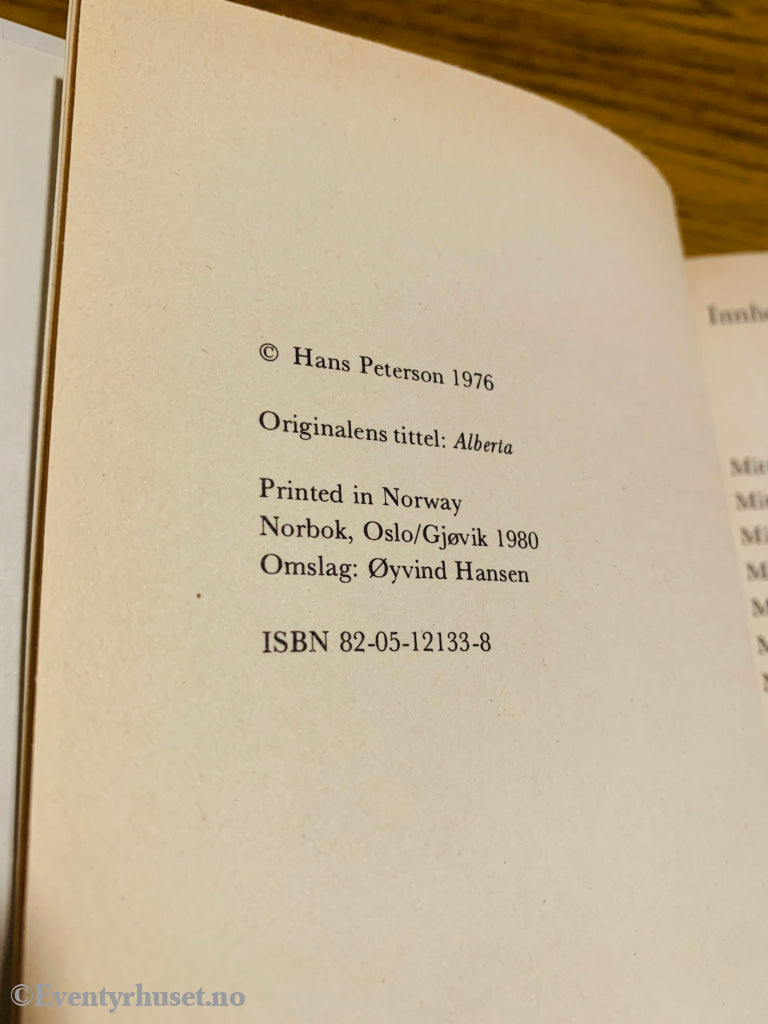 © Hans Peterson 1976
Originalens tittel: Alberta
Printed in Norway
Norbok, Oslo/Gjøvik 1980
Omslag: Øyvind Hansen
ISBN 82-05-12133-8
©Eventyrhuset.no